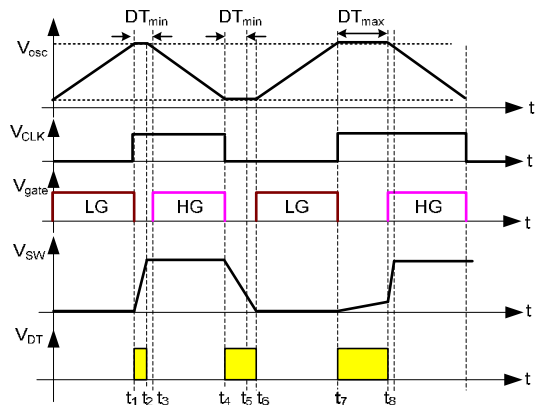 DTmin DTmin DTmax
Vosc
t
VCLK
t
Vgate
LG HG LG HG
t
VSW
t
VDT
t
t1 t2 t3 t4 t5 t6 t7 t8